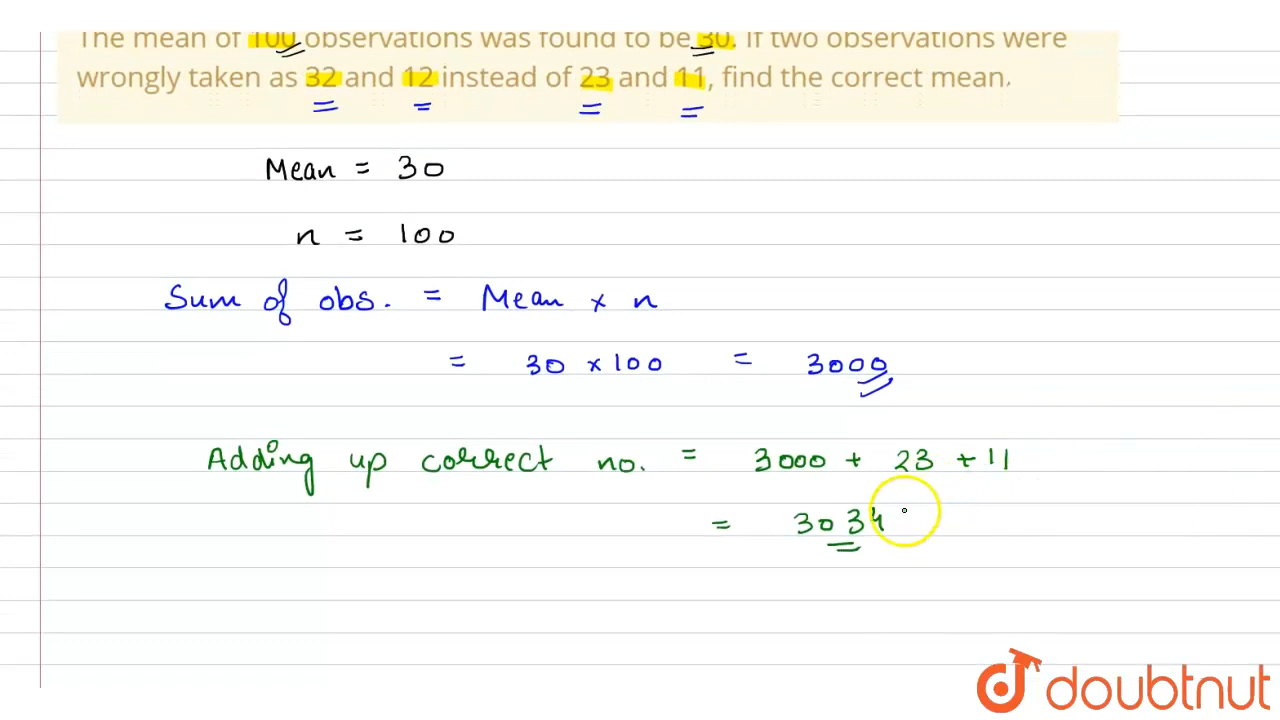 The mean of 100 observations was found to be 30. If two observations were
wrongly taken as 32 and 12 instead of 23 and 11, find the correct mean.
Mean = 30
n = 100
Sum of obs. = Mean × n
= 30 × 100 = 3000
Adding up correct no. = 3000 + 23 + 11
= 3034
doubtnut